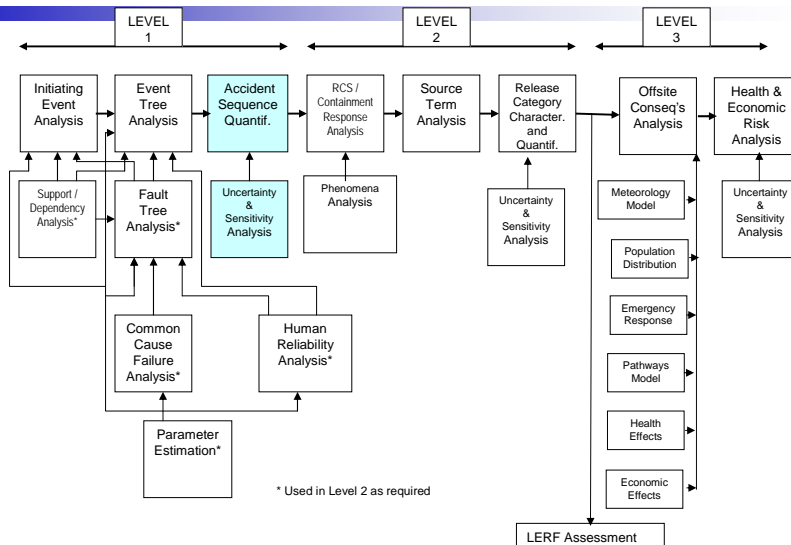 LEVEL
1
LEVEL
2
LEVEL
3
Initiating
Event
Analysis
Event
Tree
Analysis
Accident
Sequence
Quantif.
RCS /
Containment
Response
Analysis
Source
Term
Analysis
Release
Category
Character.
and
Quantif.
Offsite
Conseq's
Analysis
Health &
Economic
Risk
Analysis
Support /
Dependency
Analysis*
Fault
Tree
Analysis*
Uncertainty
&
Sensitivity
Analysis
Phenomena
Analysis
Uncertainty
&
Sensitivity
Analysis
Meteorology
Model
Uncertainty
&
Sensitivity
Analysis
Population
Distribution
Emergency
Response
Common
Cause
Failure
Analysis*
Human
Reliability
Analysis*
Pathways
Model
Parameter
Estimation*
Health
Effects
* Used in Level 2 as required
Economic
Effects
LERF Assessment